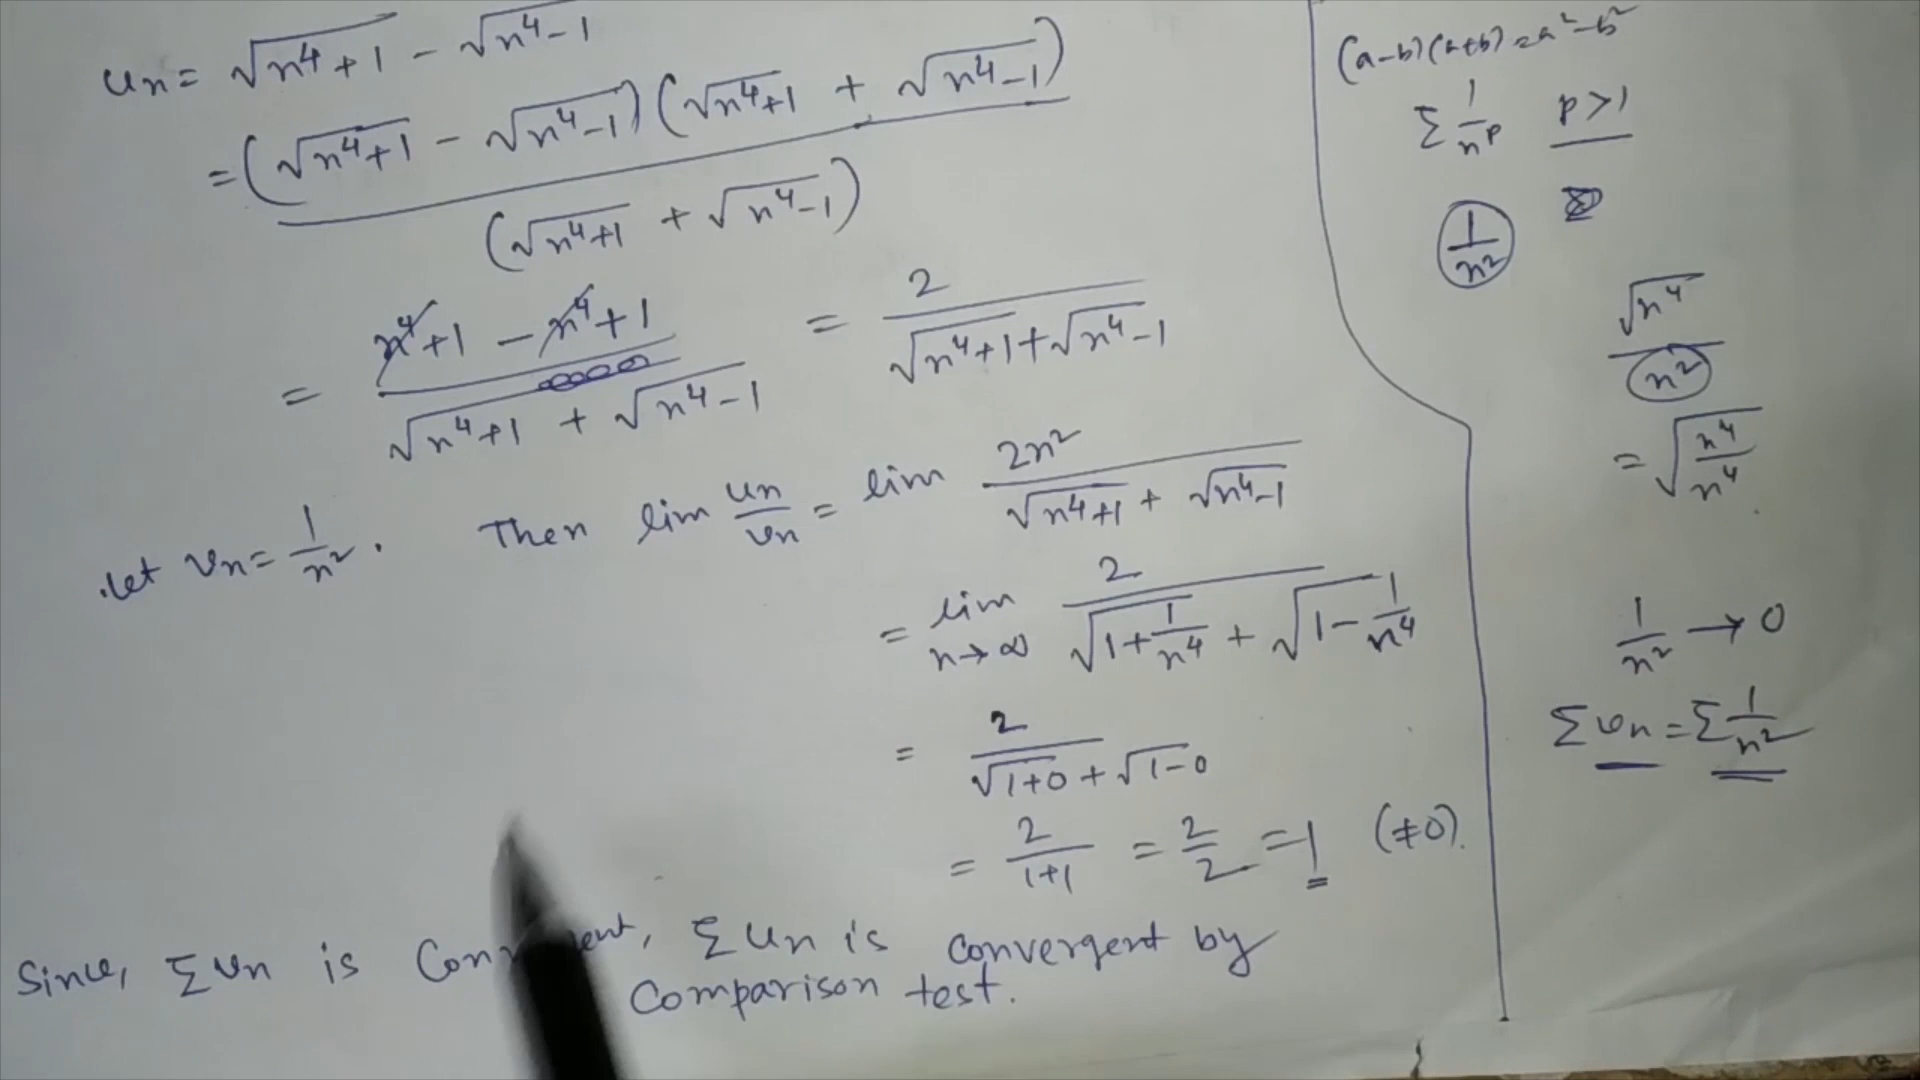 un = √n⁴+1 - √n⁴-1
= (√n⁴+1 - √n⁴-1) (√n⁴+1 + √n⁴-1)
(√n⁴+1 + √n⁴-1)
= n⁴+1 - n⁴+1 / √n⁴+1 + √n⁴-1 = 2 / √n⁴+1 + √n⁴-1
Let vn = 1/n². Then lim un/vn = lim 2n² / √n⁴+1 + √n⁴-1
= lim n→∞ 2 / √1+1/n⁴ + √1-1/n⁴
= 2 / √1+0 + √1-0
= 2/1+1 = 2/2 = 1 (≠0).
Since, Σvn is Σun is convergent by
Comparison test.
(a-b)(a+b)=a²-b²
Σ 1/nᵖ p>1
1/n²
√n⁴ / n²
= √n⁴/n⁴
1/n² → 0
Σvn = Σ1/n²